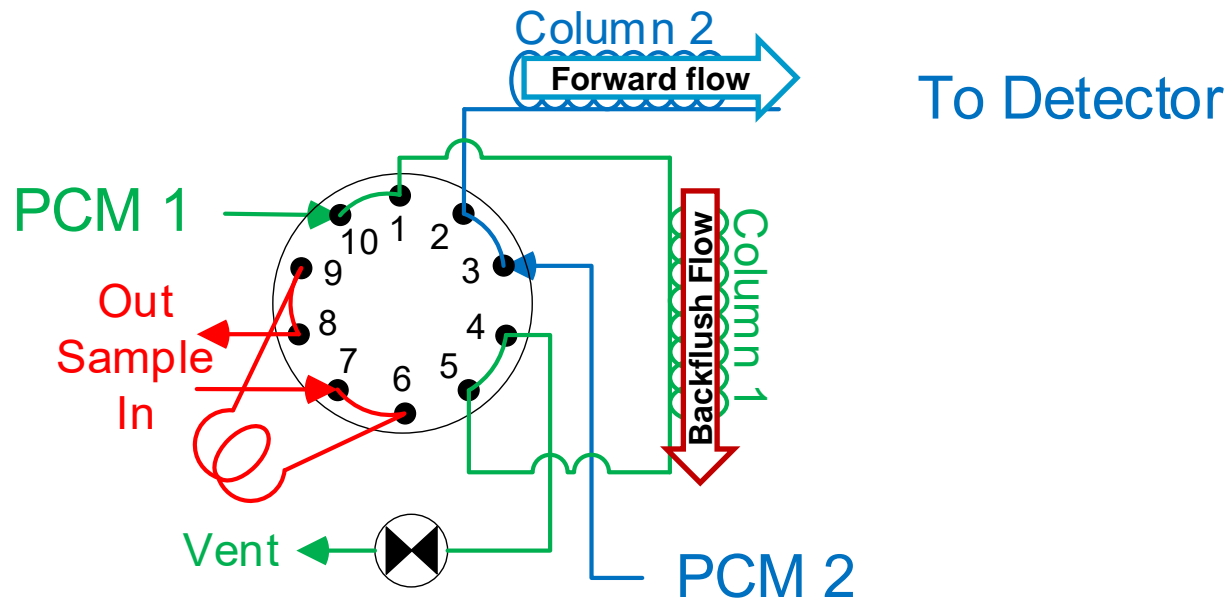 Column 2
Forward flow
To Detector
PCM 1
1
2
3
4
5
6
7
8
9
10
Out
Sample
In
Column 1
Backflush Flow
Vent
PCM 2